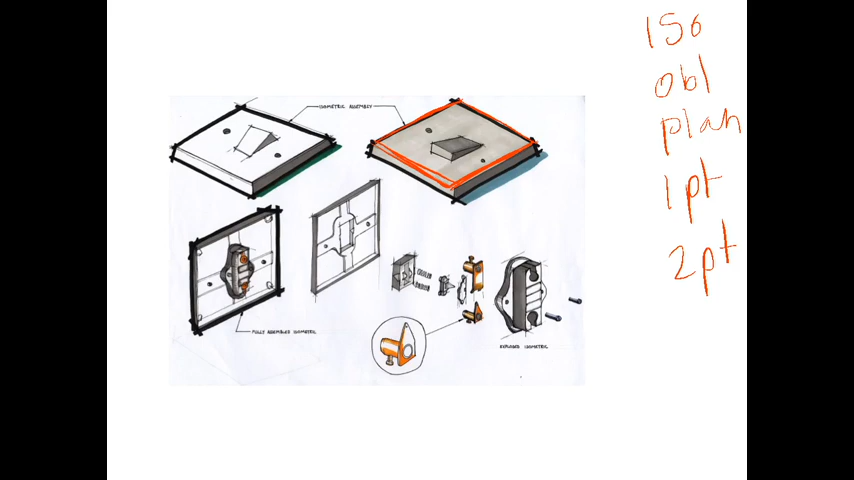 ISOMETRIC ASSEMBLY
FULLY ASSEMBLED ISOMETRIC
EXPLODED ISOMETRIC
Iso
obl
plan
1pt
2pt